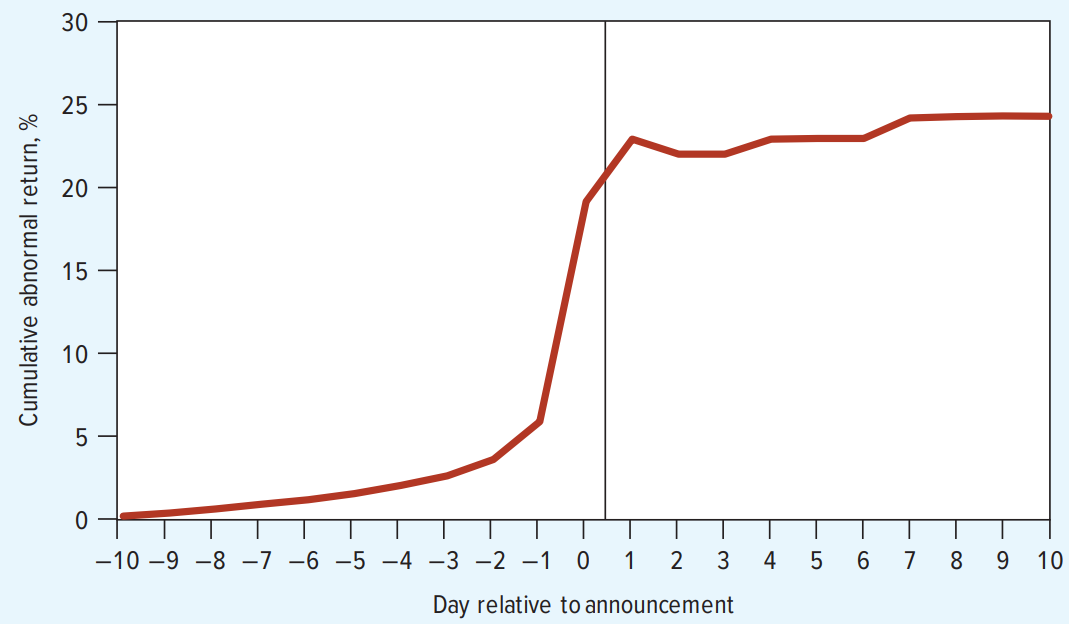 30
25
20
15
10
5
0
Cumulative abnormal return, %
−10 −9 −8 −7 −6 −5 −4 −3 −2 −1 0 1 2 3 4 5 6 7 8 9 10
Day relative to announcement